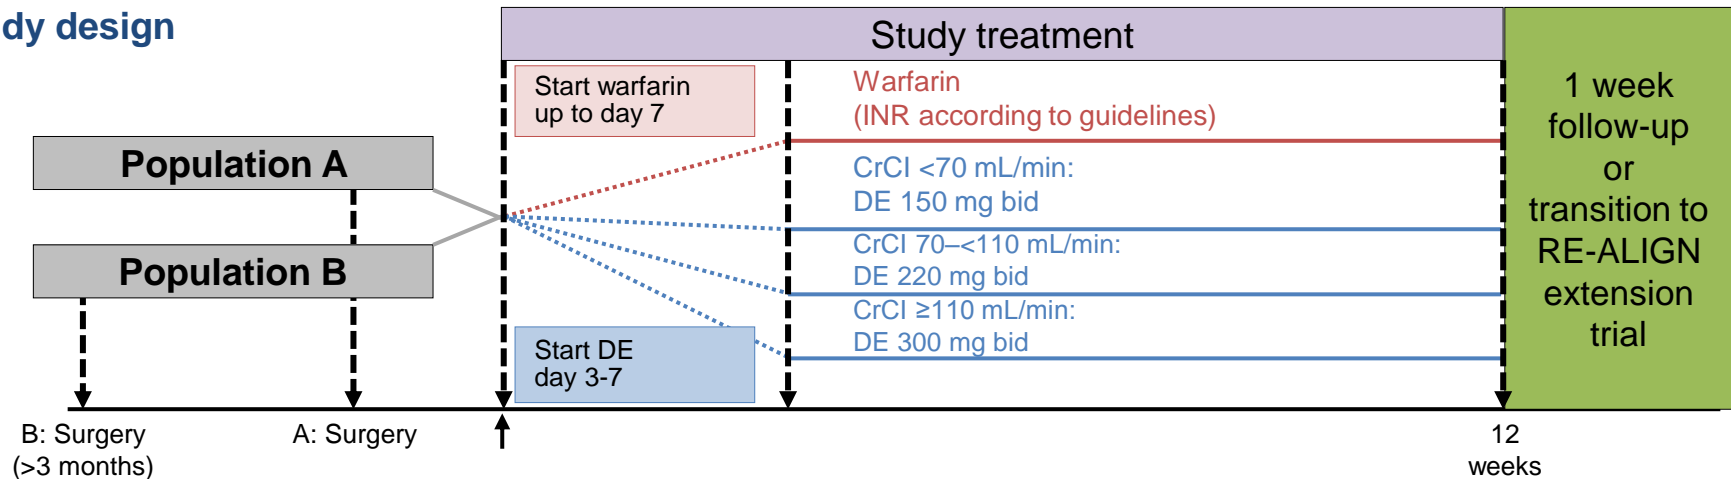 dy design
Study treatment
Start warfarin
up to day 7
Warfarin
(INR according to guidelines)
Population A
CrCl <70 mL/min:
DE 150 mg bid
Population B
CrCl 70–<110 mL/min:
DE 220 mg bid
CrCl ≥110 mL/min:
DE 300 mg bid
Start DE
day 3-7
1 week
follow-up
or
transition to
RE-ALIGN
extension
trial
B: Surgery
(>3 months)
A: Surgery
12
weeks